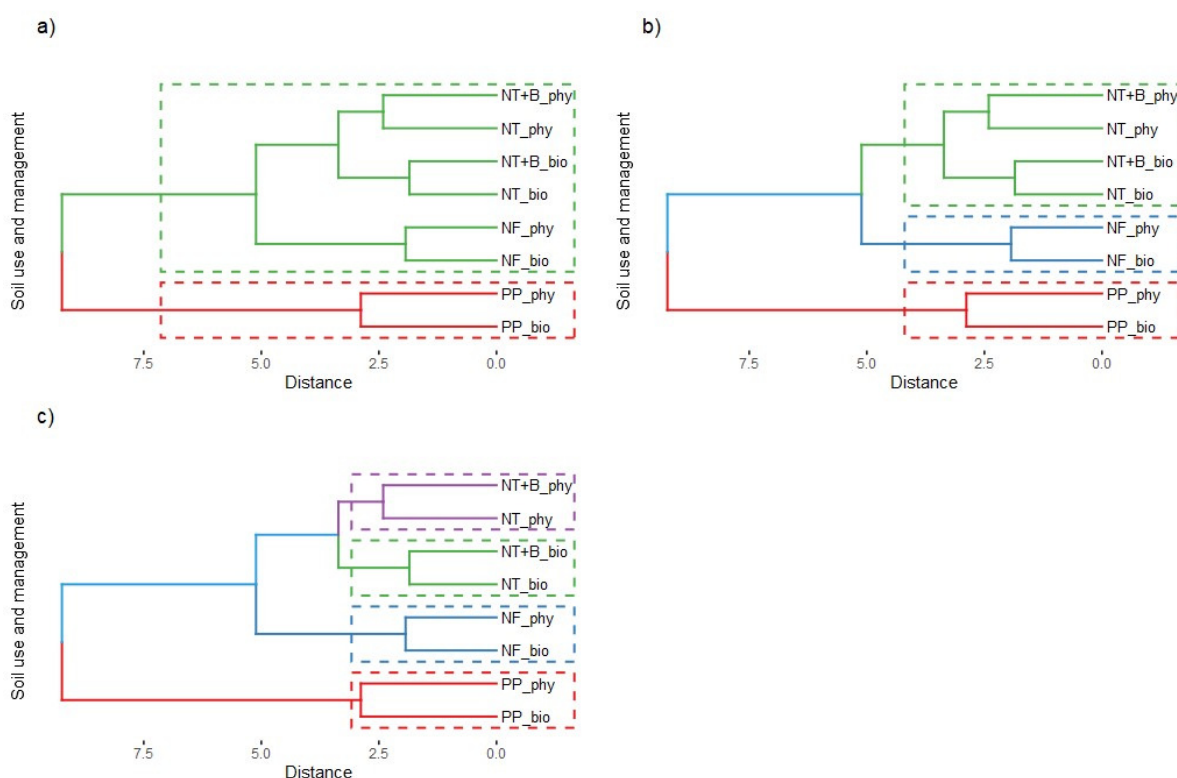 a)
Soil use and management
NT+B_phy
NT_phy
NT+B_bio
NT_bio
NF_phy
NF_bio
PP_phy
PP_bio
7.5 5.0 2.5 0.0
Distance
b)
Soil use and management
NT+B_phy
NT_phy
NT+B_bio
NT_bio
NF_phy
NF_bio
PP_phy
PP_bio
7.5 5.0 2.5 0.0
Distance
c)
Soil use and management
NT+B_phy
NT_phy
NT+B_bio
NT_bio
NF_phy
NF_bio
PP_phy
PP_bio
7.5 5.0 2.5 0.0
Distance